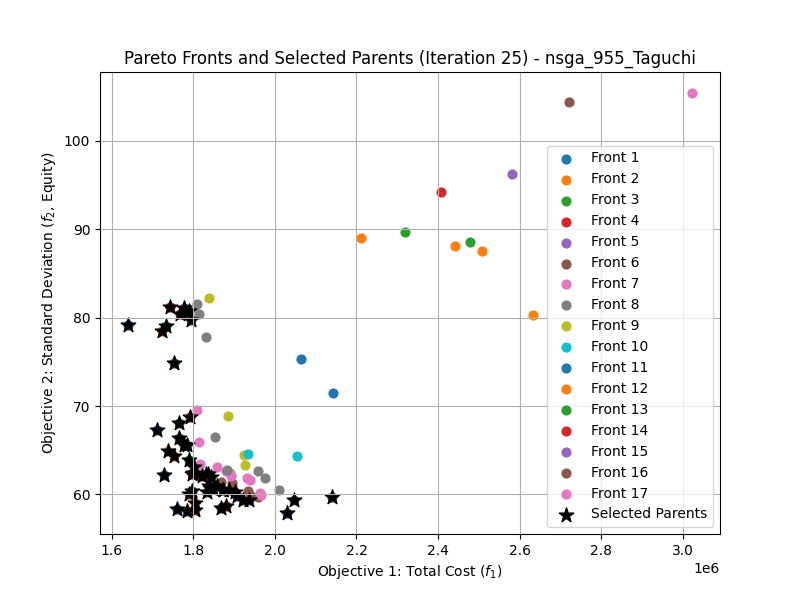 Pareto Fronts and Selected Parents (Iteration 25) - nsga_955_Taguchi
Objective 2: Standard Deviation (f₂, Equity)
100
90
80
70
60
Front 1
Front 2
Front 3
Front 4
Front 5
Front 6
Front 7
Front 8
Front 9
Front 10
Front 11
Front 12
Front 13
Front 14
Front 15
Front 16
Front 17
Selected Parents
1.6 1.8 2.0 2.2 2.4 2.6 2.8 3.0
1e6
Objective 1: Total Cost (f₁)